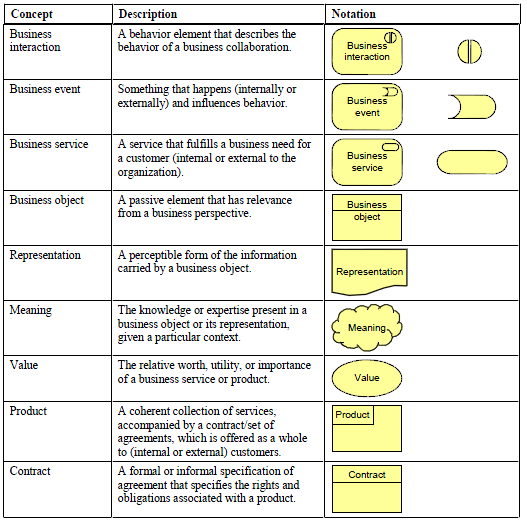 Concept Description Notation
Business interaction
A behavior element that describes the
behavior of a business collaboration.
Business
interaction
Business event
Something that happens (internally or
externally) and influences behavior.
Business
event
Business service
A service that fulfills a business need for
a customer (internal or external to the
organization).
Business
service
Business object
A passive element that has relevance
from a business perspective.
Business
object
Representation
A perceptible form of the information
carried by a business object.
Representation
Meaning
The knowledge or expertise present in a
business object or its representation,
given a particular context.
Meaning
Value
The relative worth, utility, or importance
of a business service or product.
Value
Product
A coherent collection of services,
accompanied by a contract/set of
agreements, which is offered as a whole
to (internal or external) customers.
Product
Contract
A formal or informal specification of
agreement that specifies the rights and
obligations associated with a product.
Contract